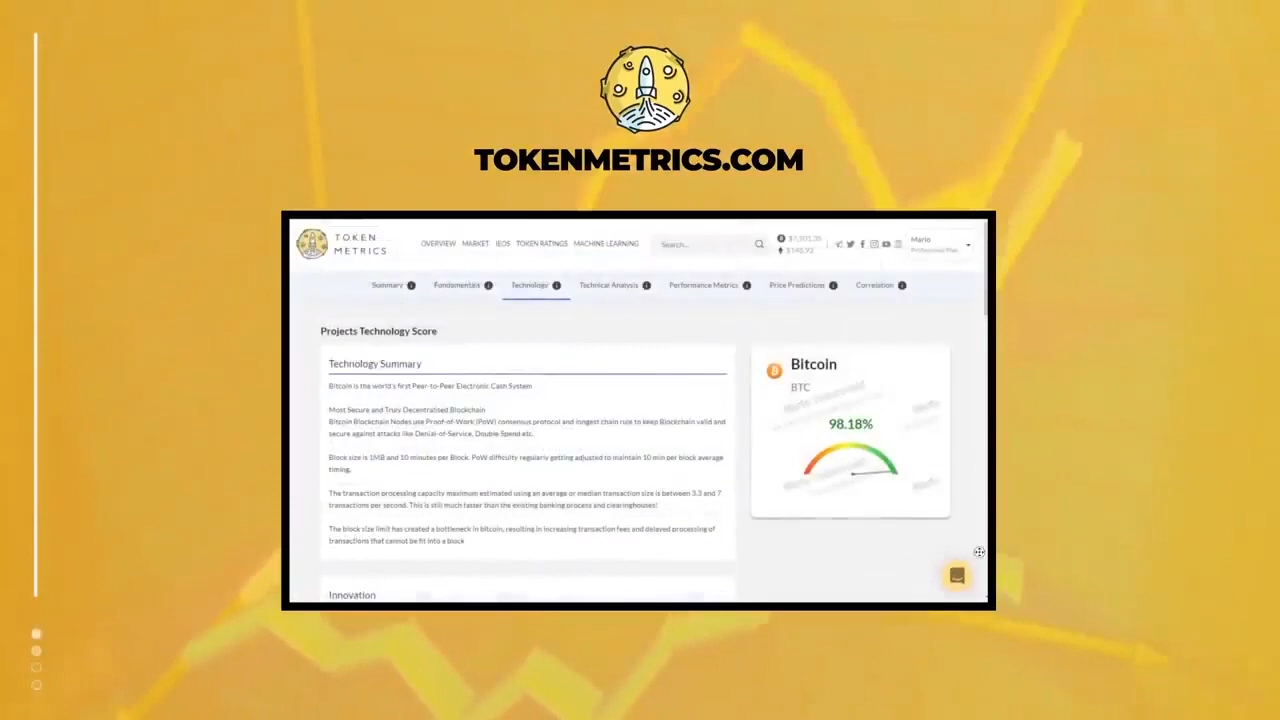 TOKENMETRICS.COM
TOKEN METRICS
OVERVIEW MARKET IEOS TOKEN RATINGS MACHINE LEARNING
Search...
Mario
Professional Plan
Summary Fundamentals Technology Technical Analysis Performance Metrics Price Predictions Correlation
Projects Technology Score
Technology Summary
Bitcoin is the world's first Peer-to-Peer Electronic Cash System
Most Secure and Truly Decentralised Blockchain
Bitcoin Blockchain Nodes use Proof-of-Work (PoW) consensus protocol and longest chain rule to keep Blockchain valid and
secure against attacks like Denial-of-Service, Double Spend etc.
Block size is 1MB and 10 minutes per Block. PoW difficulty regularly getting adjusted to maintain 10 min per block average
timing.
The transaction processing capacity maximum estimated using an average or median transaction size is between 3.3 and 7
transactions per second. This is still much faster than the existing banking process and clearinghouses!
The block size limit has created a bottleneck in bitcoin, resulting in increasing transaction fees and delayed processing of
transactions that cannot be fit into a block
Bitcoin
BTC
98.18%
Innovation